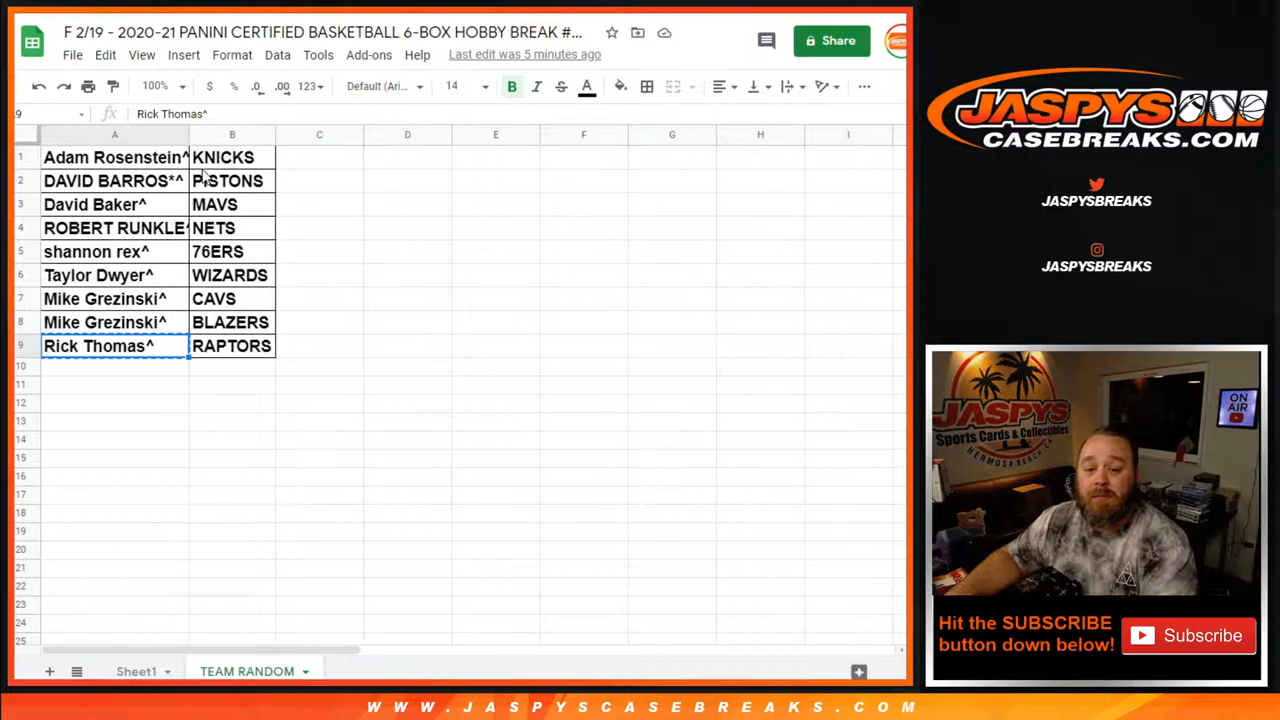 F 2/19 - 2020-21 PANINI CERTIFIED BASKETBALL 6-BOX HOBBY BREAK #...
File Edit View Insert Format Data Tools Add-ons Help Last edit was 5 minutes ago
Share
100% $ % .0 .00 123 Default (Ari... 14 B I S A
9 fx Rick Thomas^
A B C D E F G H I
1 Adam Rosenstein^ KNICKS
2 DAVID BARROS*^ PISTONS
3 David Baker^ MAVS
4 ROBERT RUNKLE^ NETS
5 shannon rex^ 76ERS
6 Taylor Dwyer^ WIZARDS
7 Mike Grezinski^ CAVS
8 Mike Grezinski^ BLAZERS
9 Rick Thomas^ RAPTORS
10
11
12
13
14
15
16
17
18
19
20
21
22
23
24
25
Sheet1 TEAM RANDOM
JASPYS
CASEBREAKS.COM
JASPYSBREAKS
JASPYSBREAKS
JASPYS
Sports Cards & Collectibles
HERMOSA BEACH, CA
ON
AIR
Hit the SUBSCRIBE
button down below!
Subscribe
WWW.JASPYSCASEBREAKS.COM